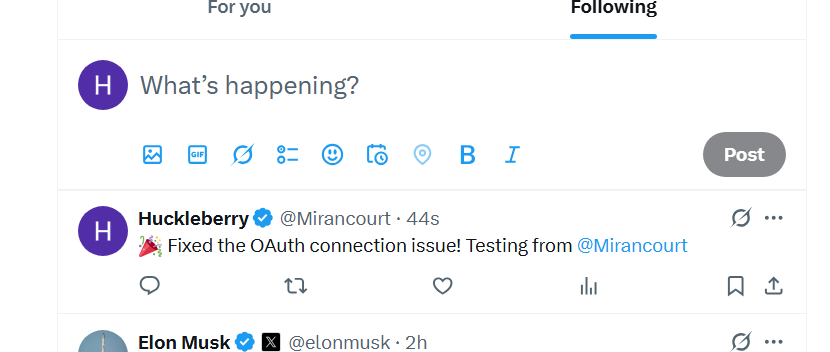 For you
Following
H
What's happening?
GIF
B
I
Post
H
Huckleberry @Mirancourt · 44s
🎉 Fixed the OAuth connection issue! Testing from @Mirancourt
Elon Musk X @elonmusk · 2h